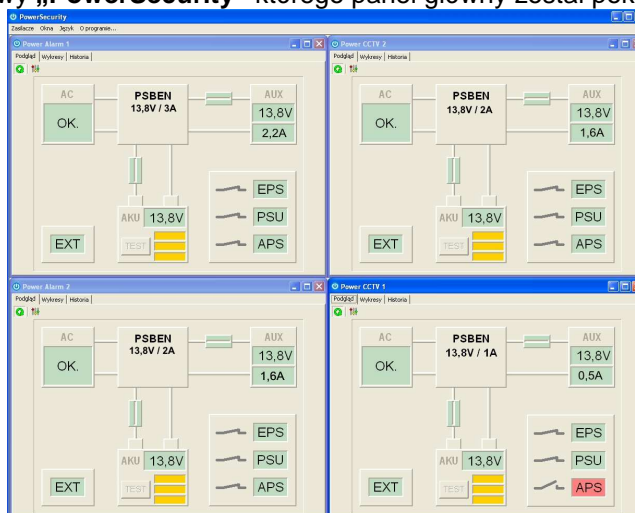 wy „PowerSecurity" którego panel główny został pok
PowerSecurity
Zasilacze Okna Język O programie...
Power Alarm 1
Podgląd Wykresy Historia
AC
OK.
PSBEN
13,8V / 3A
AUX
13,8V
2,2A
AKU 13,8V
TEST
EXT
EPS
PSU
APS
Power CCTV 2
Podgląd Wykresy Historia
AC
OK.
PSBEN
13,8V / 2A
AUX
13,8V
1,6A
AKU 13,8V
TEST
EXT
EPS
PSU
APS
Power Alarm 2
Podgląd Wykresy Historia
AC
OK.
PSBEN
13,8V / 2A
AUX
13,8V
1,6A
AKU 13,8V
TEST
EXT
EPS
PSU
APS
Power CCTV 1
Podgląd Wykresy Historia
AC
OK.
PSBEN
13,8V / 1A
AUX
13,8V
0,5A
AKU 13,8V
TEST
EXT
EPS
PSU
APS